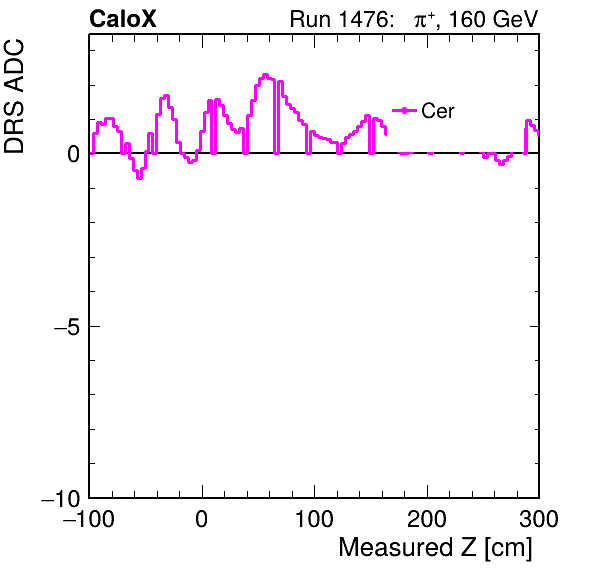 CaloX Run 1476: π⁺, 160 GeV
DRS ADC
Cer
0
−5
−10
−100 0 100 200 300
Measured Z [cm]